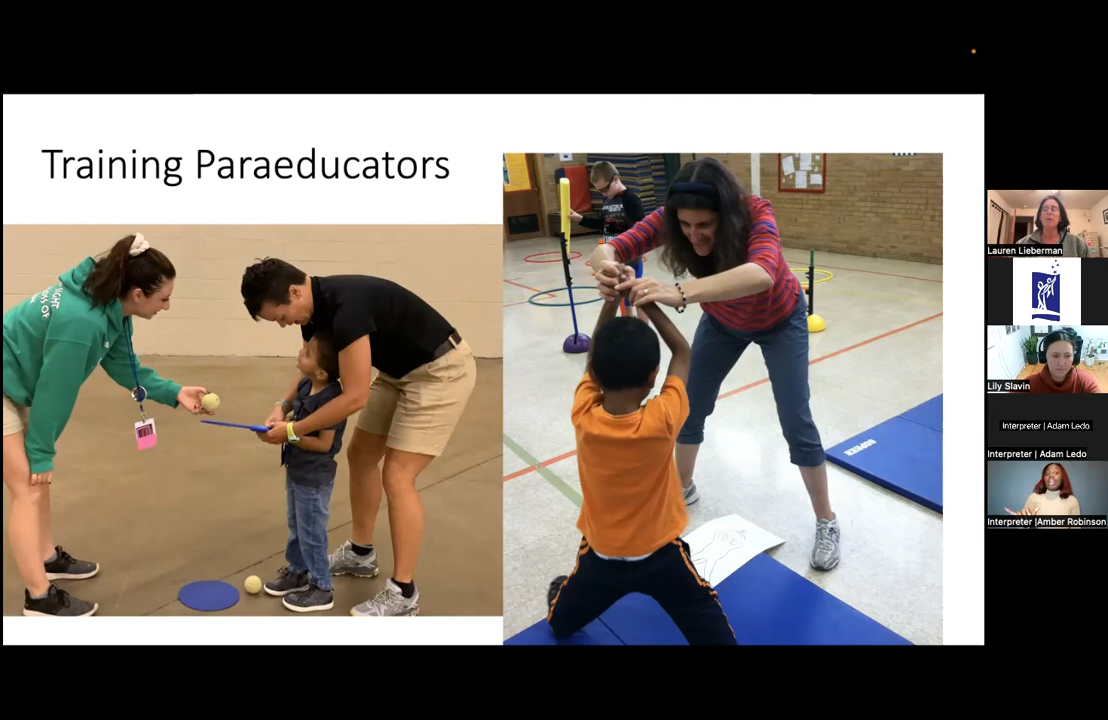 Training Paraeducators
Lauren Lieberman
Lily Slavin
Interpreter | Adam Ledo
Interpreter | Adam Ledo
Interpreter |Amber Robinson